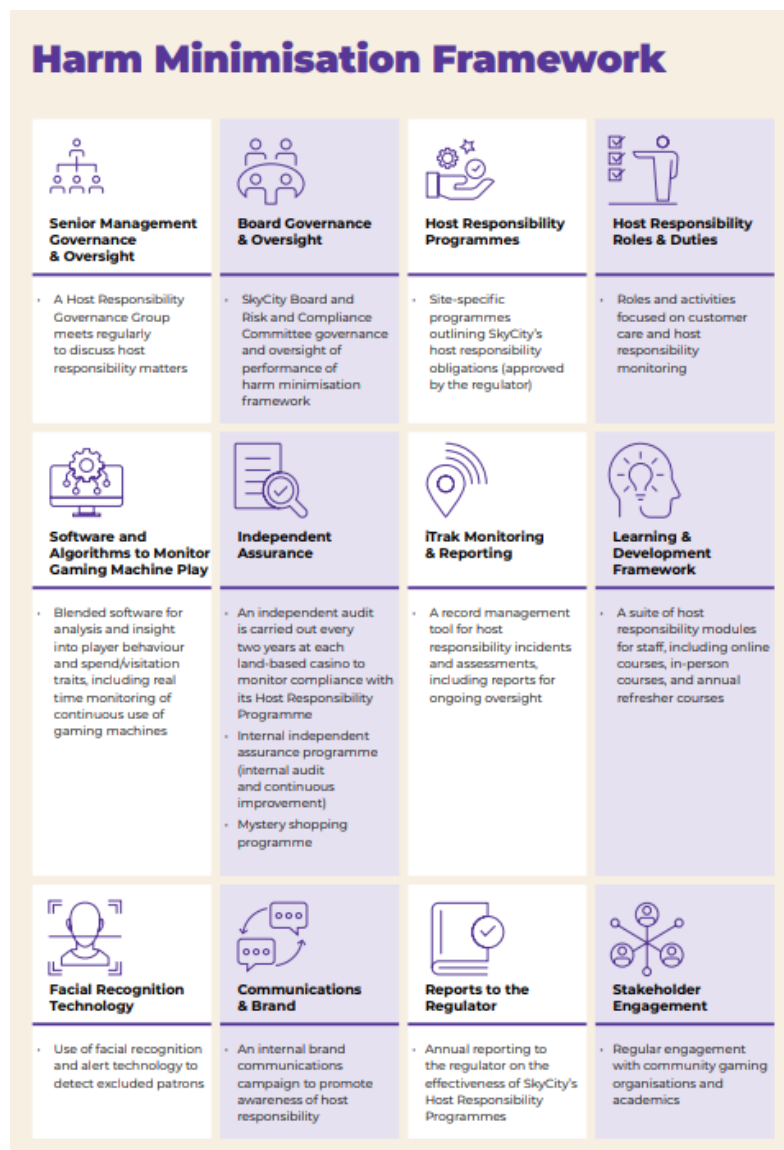 Harm Minimisation Framework
Senior Management
Governance
& Oversight
· A Host Responsibility
Governance Group
meets regularly
to discuss host
responsibility matters
Board Governance
& Oversight
· SkyCity Board and
Risk and Compliance
Committee governance
and oversight of
performance of
harm minimisation
framework
Host Responsibility
Programmes
· Site-specific
programmes
outlining SkyCity's
host responsibility
obligations (approved
by the regulator)
Host Responsibility
Roles & Duties
· Roles and activities
focused on customer
care and host
responsibility
monitoring
Software and
Algorithms to Monitor
Gaming Machine Play
· Blended software for
analysis and insight
into player behaviour
and spend/visitation
traits, including real
time monitoring of
continuous use of
gaming machines
Independent
Assurance
· An independent audit
is carried out every
two years at each
land-based casino to
monitor compliance with
its Host Responsibility
Programme
· Internal independent
assurance programme
(internal audit
and continuous
improvement)
· Mystery shopping
programme
iTrak Monitoring
& Reporting
· A record management
tool for host
responsibility incidents
and assessments,
including reports for
ongoing oversight
Learning &
Development
Framework
· A suite of host
responsibility modules
for staff, including online
courses, in-person
courses, and annual
refresher courses
Facial Recognition
Technology
· Use of facial recognition
and alert technology to
detect excluded patrons
Communications
& Brand
· An internal brand
communications
campaign to promote
awareness of host
responsibility
Reports to the
Regulator
· Annual reporting to
the regulator on the
effectiveness of SkyCity's
Host Responsibility
Programmes
Stakeholder
Engagement
· Regular engagement
with community gaming
organisations and
academics